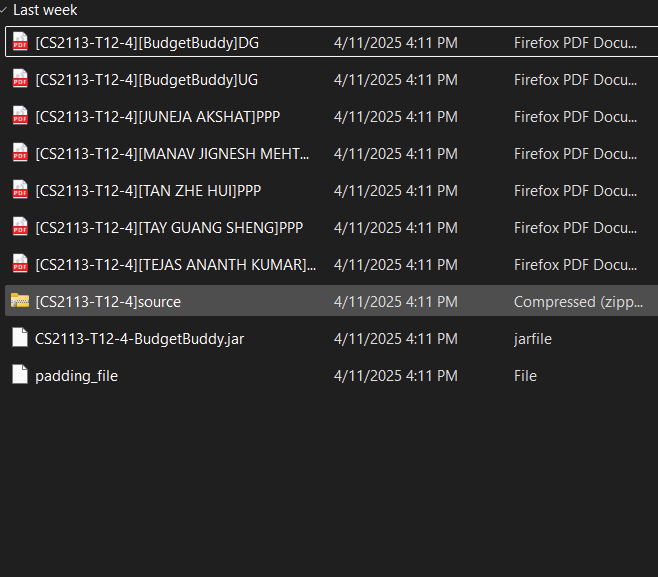 Last week
[CS2113-T12-4][BudgetBuddy]DG 4/11/2025 4:11 PM Firefox PDF Docu...
[CS2113-T12-4][BudgetBuddy]UG 4/11/2025 4:11 PM Firefox PDF Docu...
[CS2113-T12-4][JUNEJA AKSHAT]PPP 4/11/2025 4:11 PM Firefox PDF Docu...
[CS2113-T12-4][MANAV JIGNESH MEHT... 4/11/2025 4:11 PM Firefox PDF Docu...
[CS2113-T12-4][TAN ZHE HUI]PPP 4/11/2025 4:11 PM Firefox PDF Docu...
[CS2113-T12-4][TAY GUANG SHENG]PPP 4/11/2025 4:11 PM Firefox PDF Docu...
[CS2113-T12-4][TEJAS ANANTH KUMAR]... 4/11/2025 4:11 PM Firefox PDF Docu...
[CS2113-T12-4]source 4/11/2025 4:11 PM Compressed (zipp...
CS2113-T12-4-BudgetBuddy.jar 4/11/2025 4:11 PM jarfile
padding_file 4/11/2025 4:11 PM File